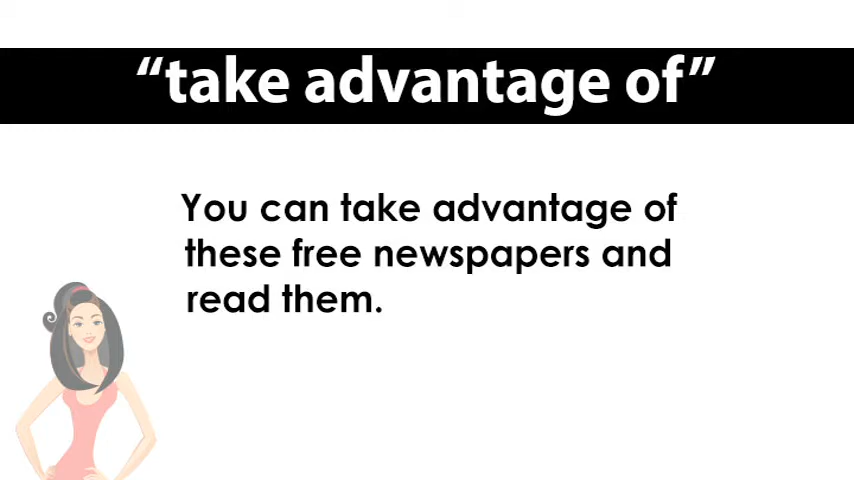 “take advantage of”
You can take advantage of
these free newspapers and
read them.